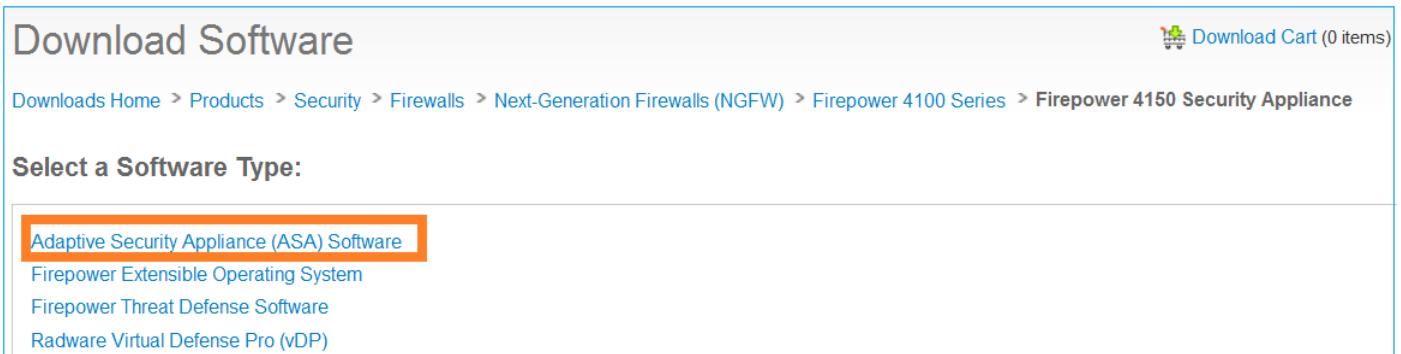 Download Software
Download Cart (0 items)
Downloads Home > Products > Security > Firewalls > Next-Generation Firewalls (NGFW) > Firepower 4100 Series > Firepower 4150 Security Appliance
Select a Software Type:
Adaptive Security Appliance (ASA) Software
Firepower Extensible Operating System
Firepower Threat Defense Software
Radware Virtual Defense Pro (vDP)